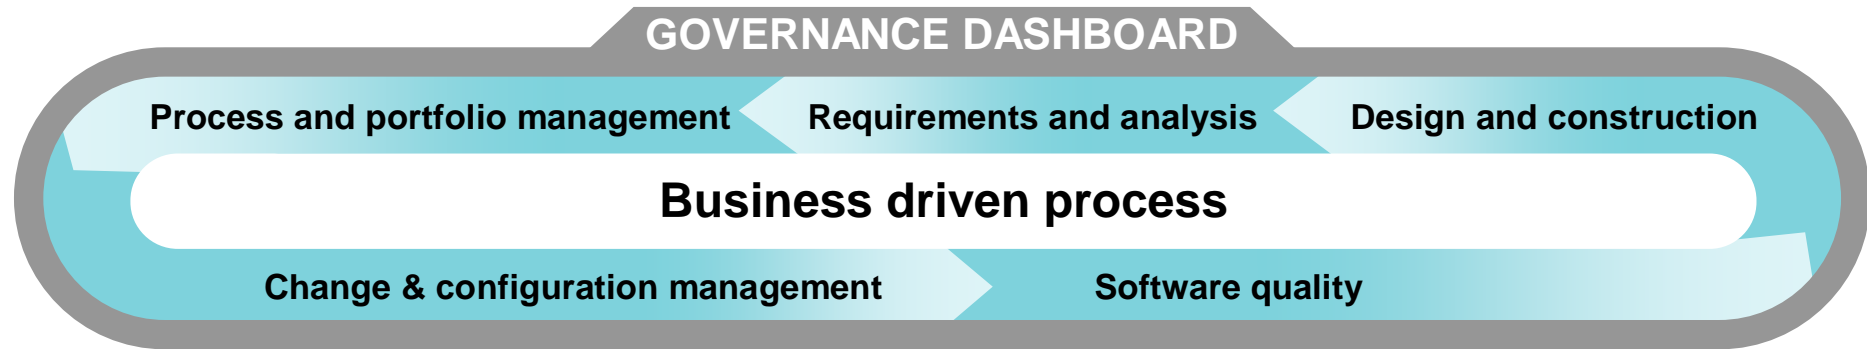 GOVERNANCE DASHBOARD
Process and portfolio management
Requirements and analysis
Design and construction
Business driven process
Change & configuration management
Software quality